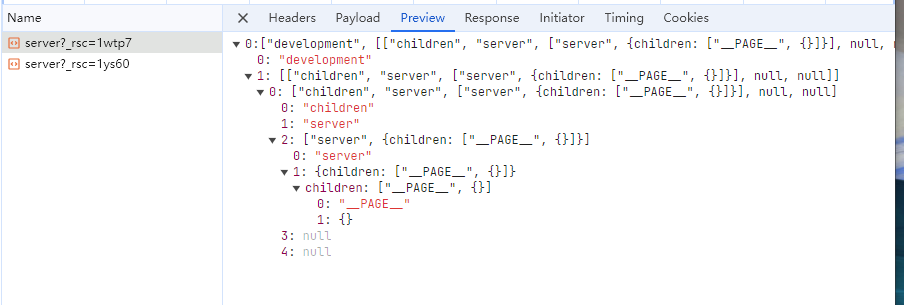 Name
Headers Payload Preview Response Initiator Timing Cookies
server?_rsc=1wtp7
server?_rsc=1ys60
0:["development", [["children", "server", ["server", {children: ["__PAGE__", {}]}], null, n
0: "development"
1: [["children", "server", ["server", {children: ["__PAGE__", {}]}], null, null]]
0: ["children", "server", ["server", {children: ["__PAGE__", {}]}], null, null]
0: "children"
1: "server"
2: ["server", {children: ["__PAGE__", {}]}]
0: "server"
1: {children: ["__PAGE__", {}]}
children: ["__PAGE__", {}]
0: "__PAGE__"
1: {}
3: null
4: null